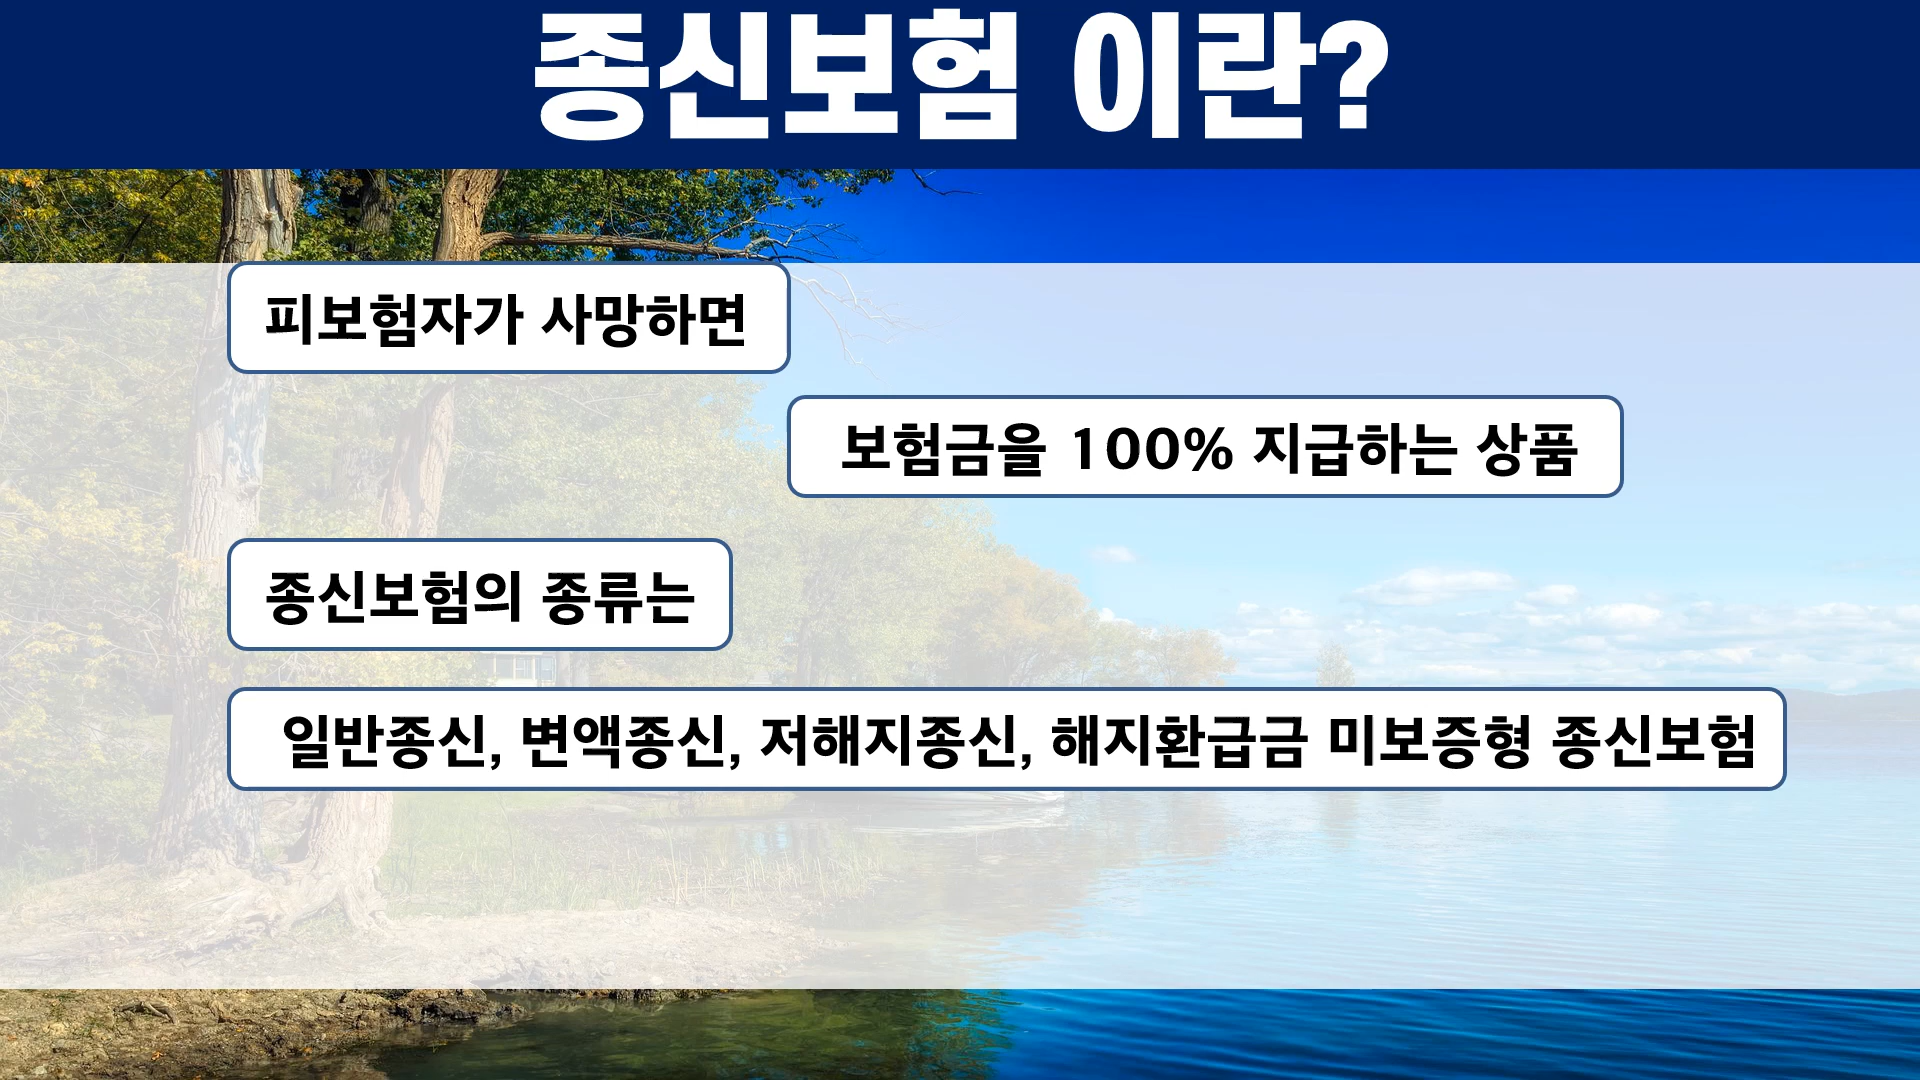 종신보험 이란?
피보험자가 사망하면
보험금을 100% 지급하는 상품
종신보험의 종류는
일반종신, 변액종신, 저해지종신, 해지환급금 미보증형 종신보험